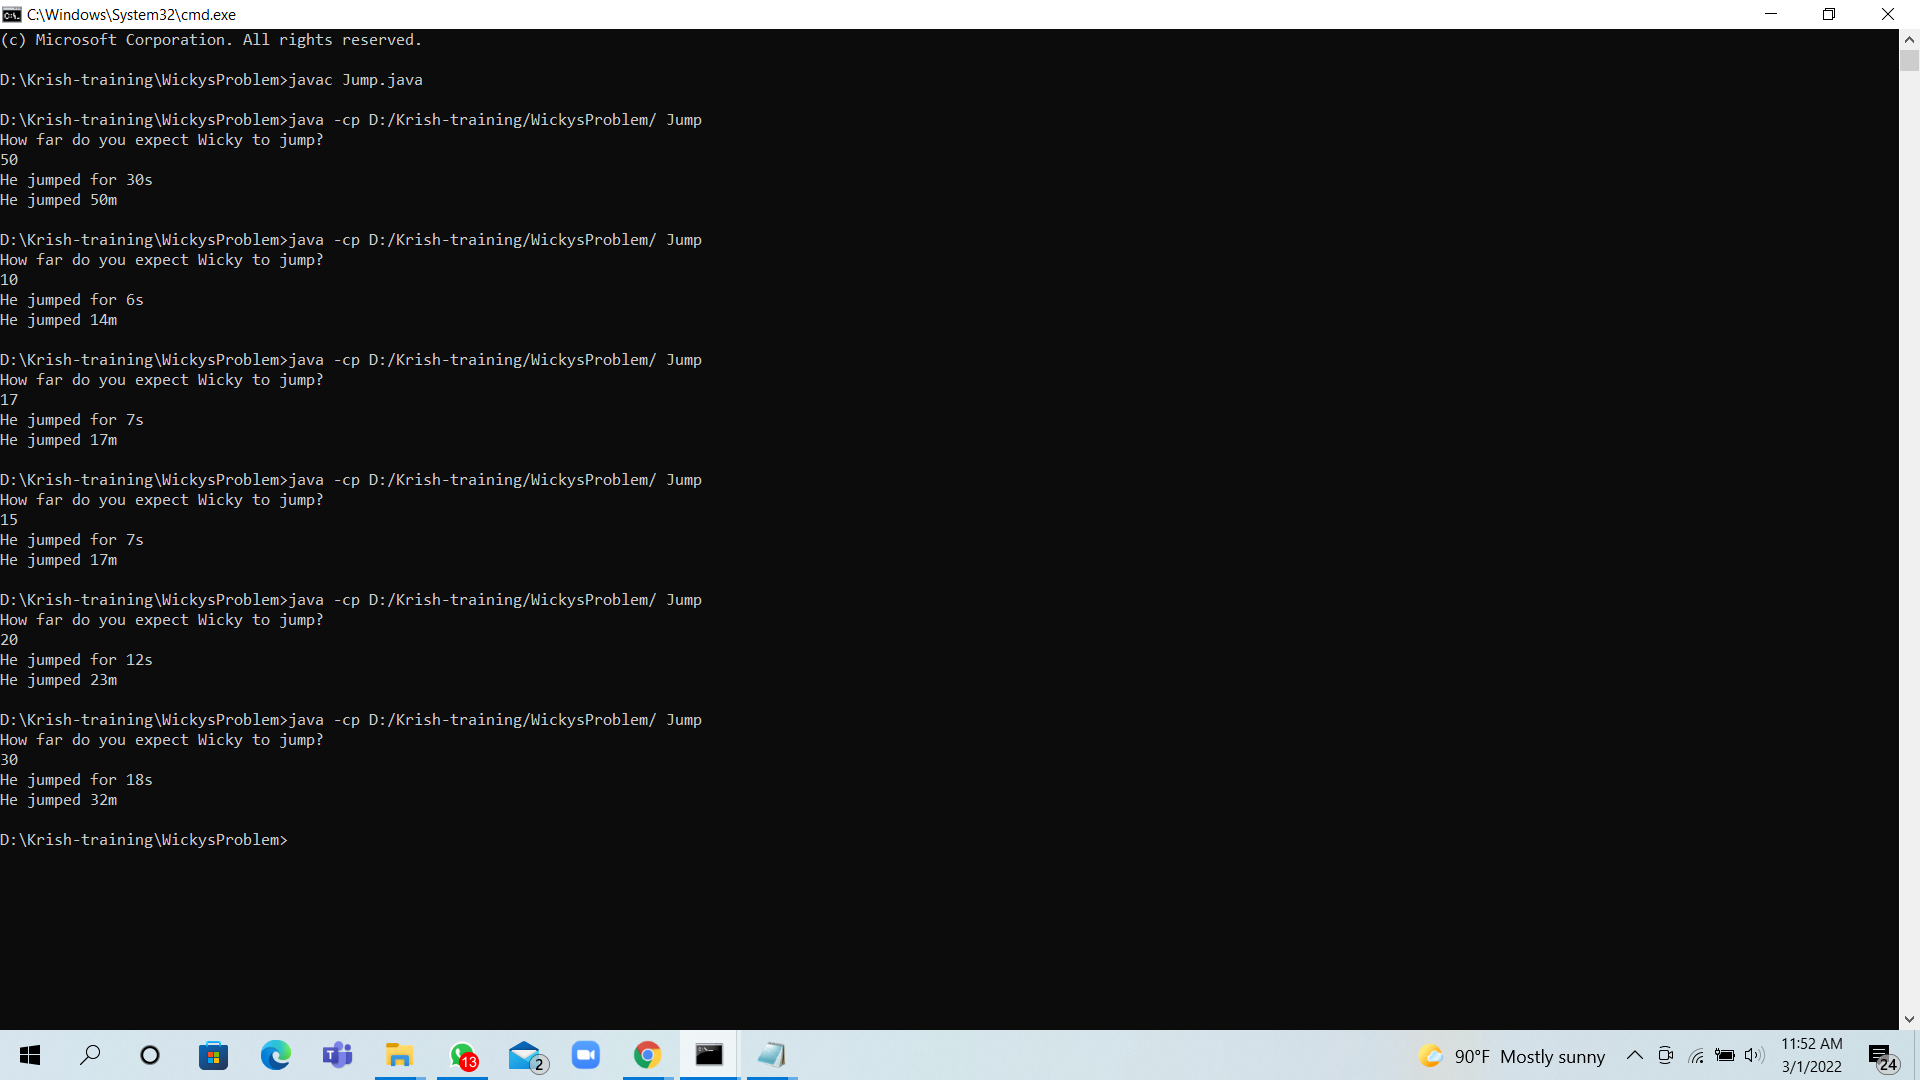 C:\Windows\System32\cmd.exe
(c) Microsoft Corporation. All rights reserved.
D:\Krish-training\WickysProblem>javac Jump.java
D:\Krish-training\WickysProblem>java -cp D:/Krish-training/WickysProblem/ Jump
How far do you expect Wicky to jump?
50
He jumped for 30s
He jumped 50m
D:\Krish-training\WickysProblem>java -cp D:/Krish-training/WickysProblem/ Jump
How far do you expect Wicky to jump?
10
He jumped for 6s
He jumped 14m
D:\Krish-training\WickysProblem>java -cp D:/Krish-training/WickysProblem/ Jump
How far do you expect Wicky to jump?
17
He jumped for 7s
He jumped 17m
D:\Krish-training\WickysProblem>java -cp D:/Krish-training/WickysProblem/ Jump
How far do you expect Wicky to jump?
15
He jumped for 7s
He jumped 17m
D:\Krish-training\WickysProblem>java -cp D:/Krish-training/WickysProblem/ Jump
How far do you expect Wicky to jump?
20
He jumped for 12s
He jumped 23m
D:\Krish-training\WickysProblem>java -cp D:/Krish-training/WickysProblem/ Jump
How far do you expect Wicky to jump?
30
He jumped for 18s
He jumped 32m
D:\Krish-training\WickysProblem>
13
2
90°F Mostly sunny
11:52 AM
3/1/2022
24